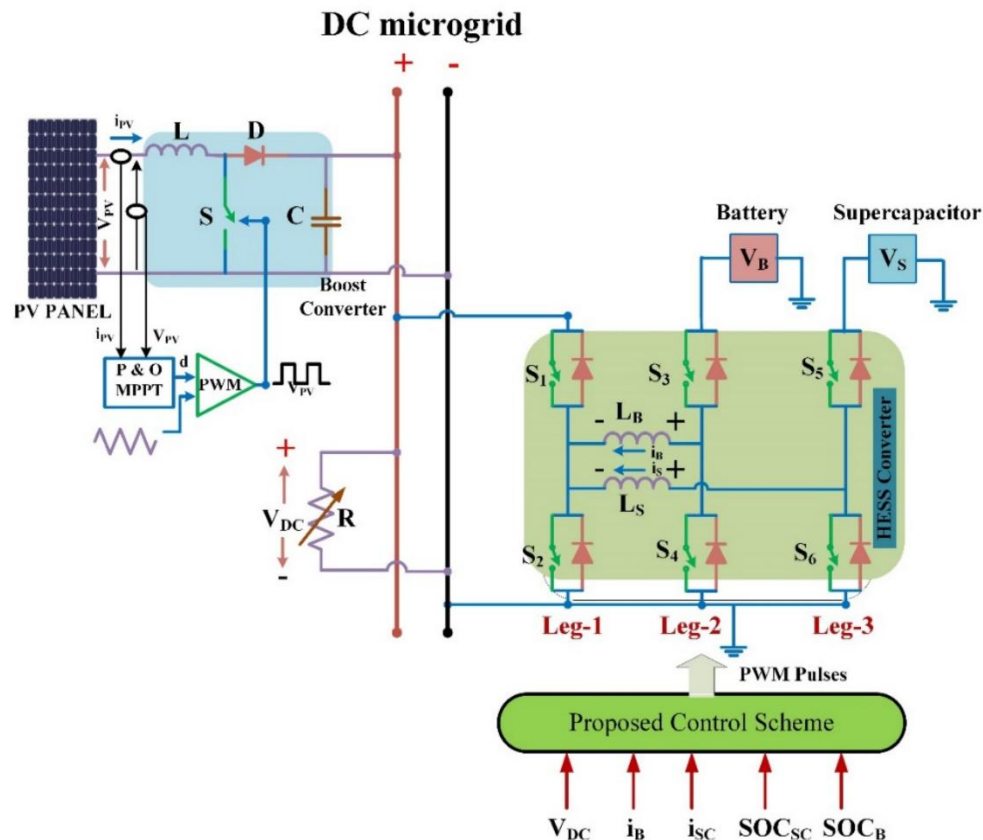 DC microgrid
+ -
iPV
L
D
VPV
S
C
PV PANEL
Boost
Converter
iPV
VPV
P & O
MPPT
d
PWM
VPV
Battery
Supercapacitor
VB
VS
S1
S3
S5
- LB +
iB
- iS +
LS
HESS Converter
S2
S4
S6
+
VDC
R
-
Leg-1
Leg-2
Leg-3
PWM Pulses
Proposed Control Scheme
VDC
iB
iSC
SOCSC
SOCB